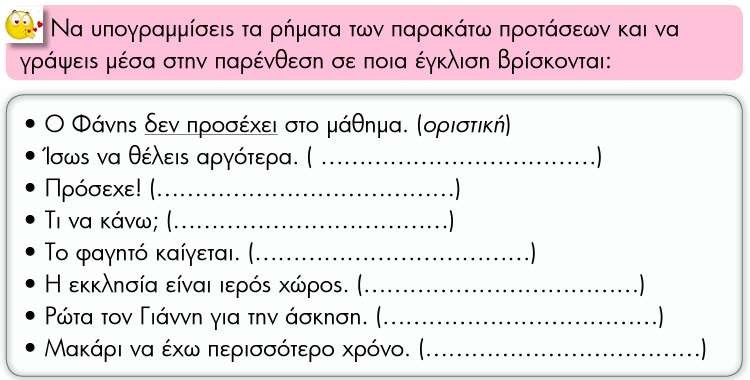 Να υπογραμμίσεις τα ρήματα των παρακάτω προτάσεων και να
γράψεις μέσα στην παρένθεση σε ποια έγκλιση βρίσκονται:
• Ο Φάνης δεν προσέχει στο μάθημα. (οριστική)
• Ίσως να θέλεις αργότερα. ( ………………………………)
• Πρόσεχε! (…………………………………)
• Τι να κάνω; (………………………………)
• Το φαγητό καίγεται. (………………………………)
• Η εκκλησία είναι ιερός χώρος. (………………………………)
• Ρώτα τον Γιάννη για την άσκηση. (………………………………)
• Μακάρι να έχω περισσότερο χρόνο. (………………………………)